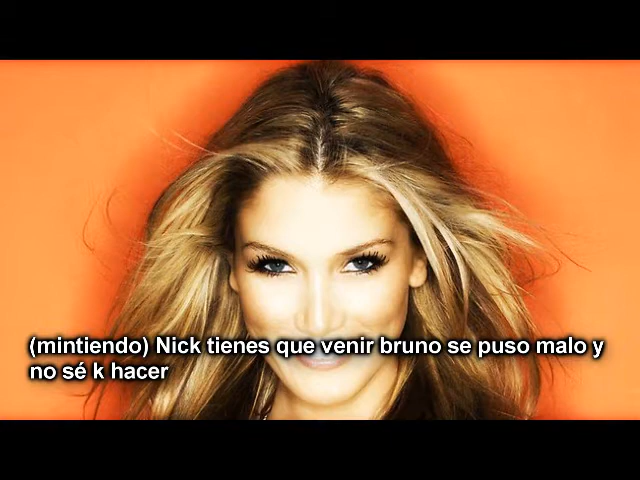 (mintiendo) Nick tienes que venir bruno se puso malo y
no sé k hacer